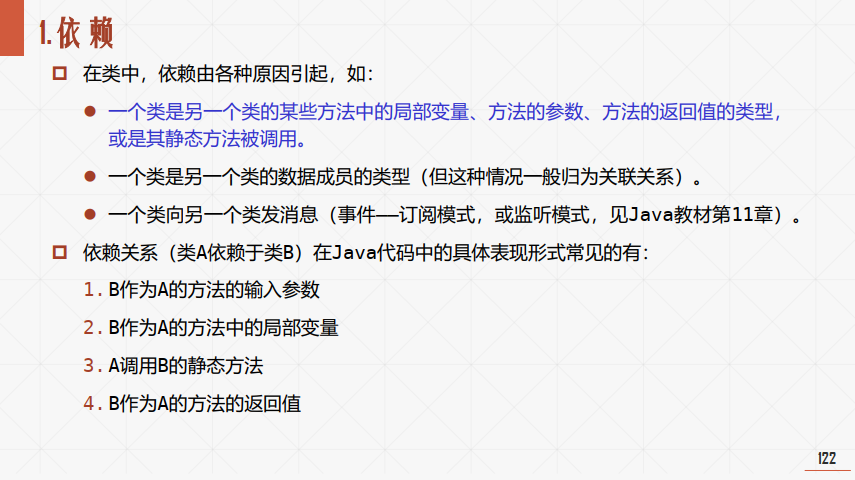 1.依赖
在类中，依赖由各种原因引起，如：
一个类是另一个类的某些方法中的局部变量、方法的参数、方法的返回值的类型，
或是其静态方法被调用。
一个类是另一个类的数据成员的类型（但这种情况一般归为关联关系）。
一个类向另一个类发消息（事件——订阅模式，或监听模式，见Java教材第11章）。
依赖关系（类A依赖于类B）在Java代码中的具体表现形式常见的有：
1.B作为A的方法的输入参数
2.B作为A的方法中的局部变量
3.A调用B的静态方法
4.B作为A的方法的返回值
122